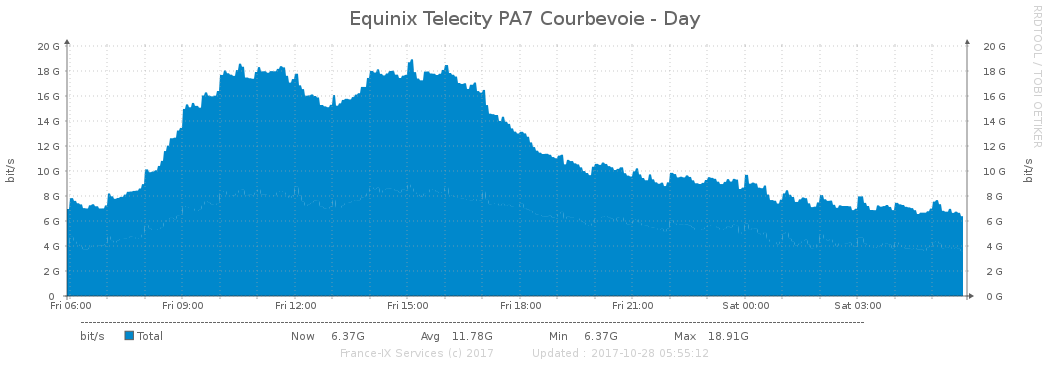 Equinix Telecity PA7 Courbevoie - Day
RRDTOOL / TOBI OETIKER
bit/s
20 G
18 G
16 G
14 G
12 G
10 G
8 G
6 G
4 G
2 G
0
20 G
18 G
16 G
14 G
12 G
10 G
8 G
6 G
4 G
2 G
0 G
bit/s
Fri 06:00 Fri 09:00 Fri 12:00 Fri 15:00 Fri 18:00 Fri 21:00 Sat 00:00 Sat 03:00
bit/s Total Now 6.37G Avg 11.78G Min 6.37G Max 18.91G
France-IX Services (c) 2017 Updated : 2017-10-28 05:55:12